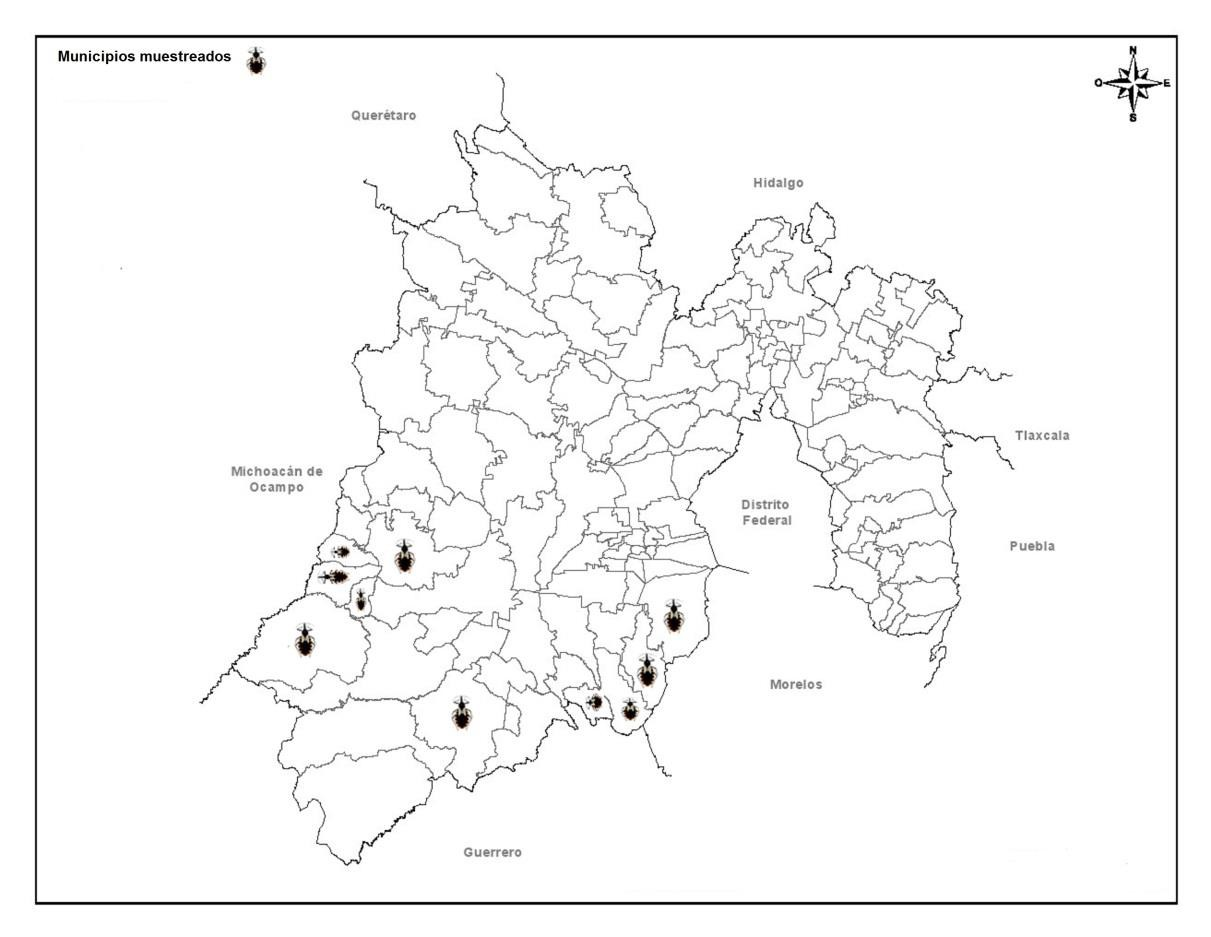 Municipios muestreados
N
O E
S
Querétaro
Hidalgo
Tlaxcala
Michoacán de
Ocampo
Distrito
Federal
Puebla
Morelos
Guerrero